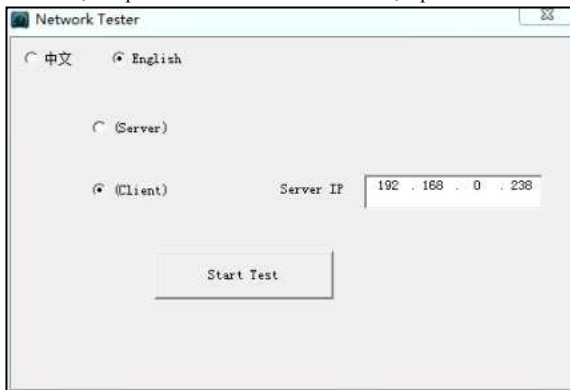 Network Tester
中文 English
(Server)
(Client) Server IP 192 . 168 . 0 . 238
Start Test